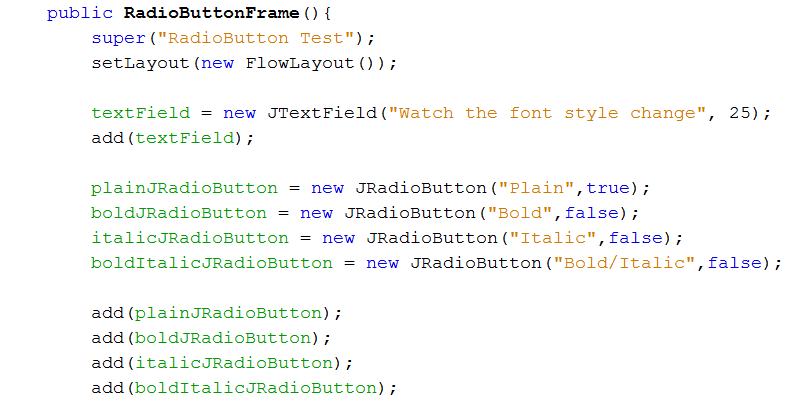 public RadioButtonFrame(){
super("RadioButton Test");
setLayout(new FlowLayout());
textField = new JTextField("Watch the font style change", 25);
add(textField);
plainJRadioButton = new JRadioButton("Plain",true);
boldJRadioButton = new JRadioButton("Bold",false);
italicJRadioButton = new JRadioButton("Italic",false);
boldItalicJRadioButton = new JRadioButton("Bold/Italic",false);
add(plainJRadioButton);
add(boldJRadioButton);
add(italicJRadioButton);
add(boldItalicJRadioButton);